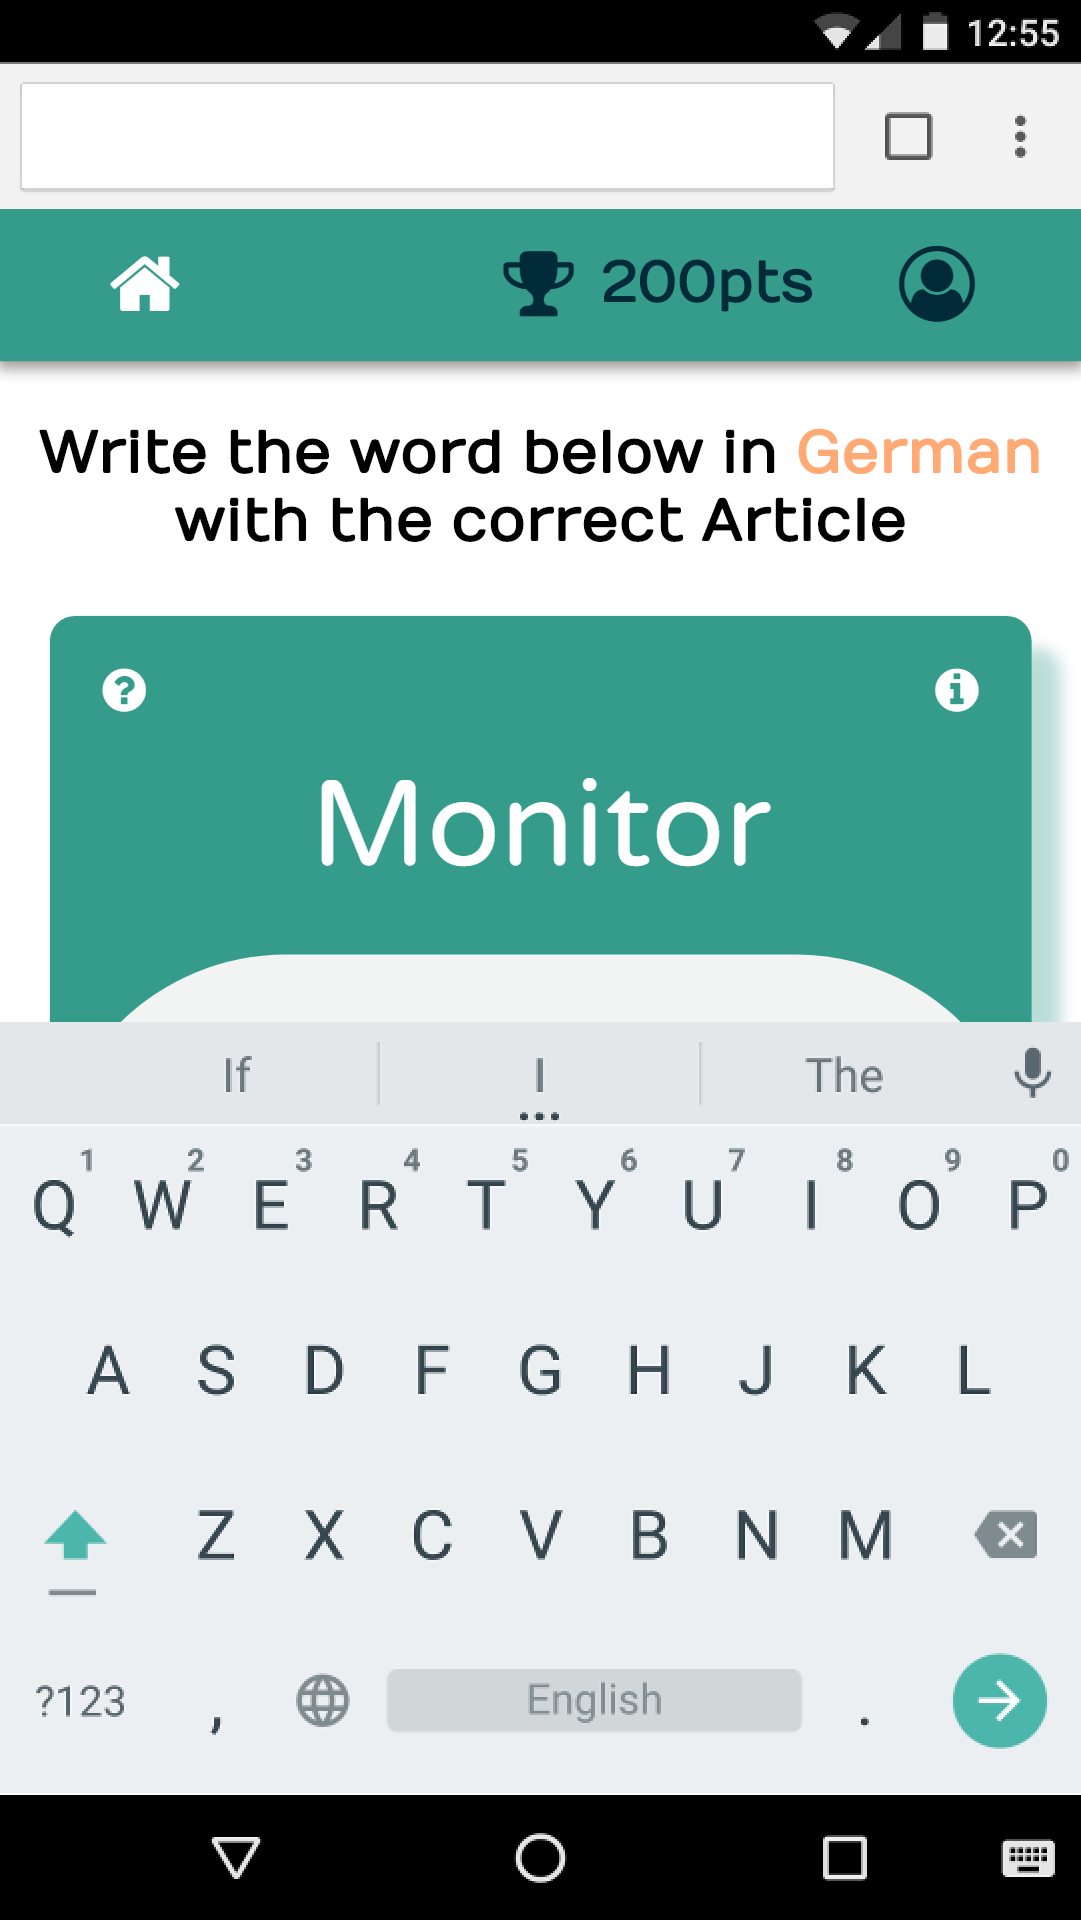 12:55
200pts
Write the word below in German
with the correct Article
Monitor
If I The
1 2 3 4 5 6 7 8 9 0
Q W E R T Y U I O P
A S D F G H J K L
Z X C V B N M
?123 , English .